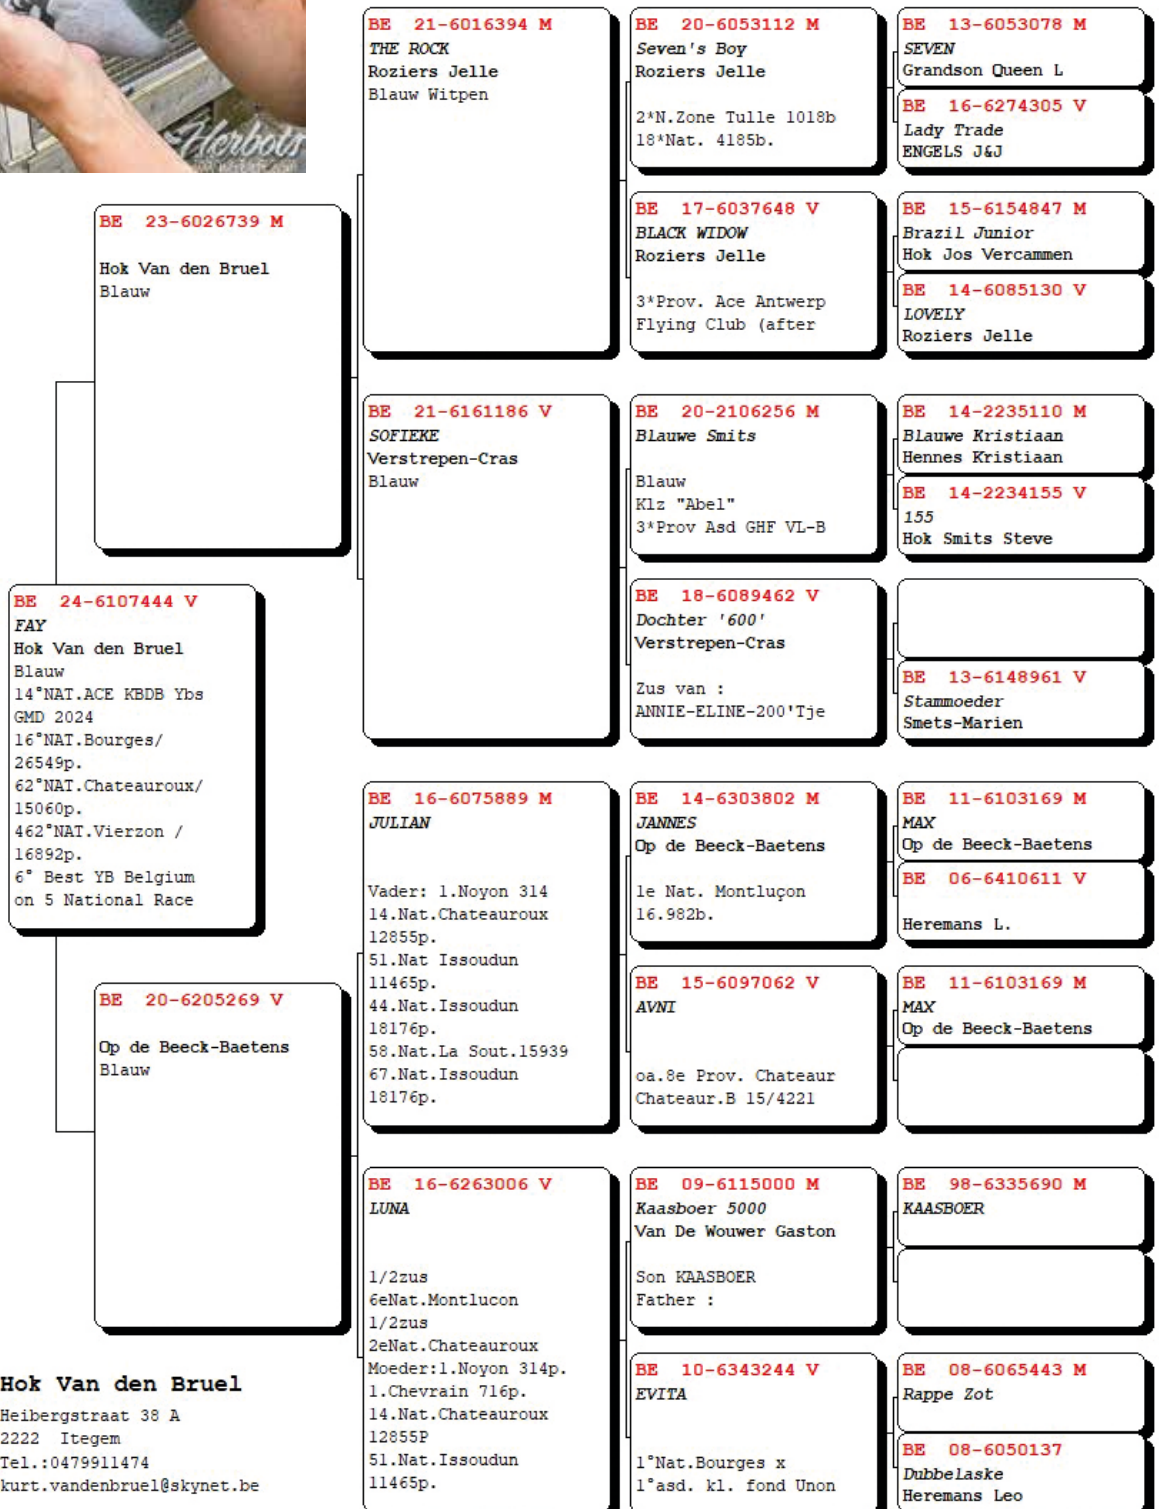 Herbots
BE 24-6107444 V
FAY
Hok Van den Bruel
Blauw
14°NAT.ACE KBDB Ybs
GMD 2024
16°NAT.Bourges/
26549p.
62°NAT.Chateauroux/
15060p.
462°NAT.Vierzon /
16892p.
6° Best YB Belgium
on 5 National Race
BE 23-6026739 M
Hok Van den Bruel
Blauw
BE 20-6205269 V
Op de Beeck-Baetens
Blauw
BE 21-6016394 M
THE ROCK
Roziers Jelle
Blauw Witpen
BE 21-6161186 V
SOFIEKE
Verstrepen-Cras
Blauw
BE 16-6075889 M
JULIAN
Vader: 1.Noyon 314
14.Nat.Chateauroux
12855p.
51.Nat Issoudun
11465p.
44.Nat.Issoudun
18176p.
58.Nat.La Sout.15939
67.Nat.Issoudun
18176p.
BE 16-6263006 V
LUNA
1/2zus
6eNat.Montlucon
1/2zus
2eNat.Chateauroux
Moeder:1.Noyon 314p.
1.Chevrain 716p.
14.Nat.Chateauroux
12855P
51.Nat.Issoudun
11465p.
BE 20-6053112 M
Seven's Boy
Roziers Jelle
2*N.Zone Tulle 1018b
18*Nat. 4185b.
BE 17-6037648 V
BLACK WIDOW
Roziers Jelle
3*Prov. Ace Antwerp
Flying Club (after
BE 20-2106256 M
Blauwe Smits
Blauw
Klz "Abel"
3*Prov Asd GHF VL-B
BE 18-6089462 V
Dochter '600'
Verstrepen-Cras
Zus van :
ANNIE-ELINE-200'Tje
BE 14-6303802 M
JANNES
Op de Beeck-Baetens
1e Nat. Montluçon
16.982b.
BE 15-6097062 V
AVNI
oa.8e Prov. Chateaur
Chateaur.B 15/4221
BE 09-6115000 M
Kaasboer 5000
Van De Wouwer Gaston
Son KAASBOER
Father :
BE 10-6343244 V
EVITA
1°Nat.Bourges x
1°asd. kl. fond Unon
BE 13-6053078 M
SEVEN
Grandson Queen L
BE 16-6274305 V
Lady Trade
ENGELS J&J
BE 15-6154847 M
Brazil Junior
Hok Jos Vercammen
BE 14-6085130 V
LOVELY
Roziers Jelle
BE 14-2235110 M
Blauwe Kristiaan
Hennes Kristiaan
BE 14-2234155 V
155
Hok Smits Steve
BE 13-6148961 V
Stammoeder
Smets-Marien
BE 11-6103169 M
MAX
Op de Beeck-Baetens
BE 06-6410611 V
Heremans L.
BE 11-6103169 M
MAX
Op de Beeck-Baetens
BE 98-6335690 M
KAASBOER
BE 08-6065443 M
Rappe Zot
BE 08-6050137
Dubbelaske
Heremans Leo
Hok Van den Bruel
Heibergstraat 38 A
2222 Itegem
Tel.:0479911474
kurt.vandenbruel@skynet.be